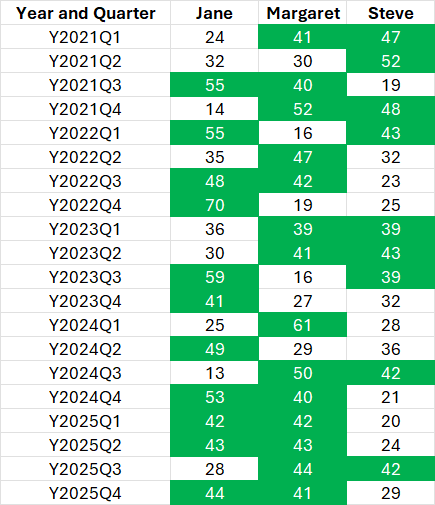 Year and Quarter Jane Margaret Steve
Y2021Q1 24 41 47
Y2021Q2 32 30 52
Y2021Q3 55 40 19
Y2021Q4 14 52 48
Y2022Q1 55 16 43
Y2022Q2 35 47 32
Y2022Q3 48 42 23
Y2022Q4 70 19 25
Y2023Q1 36 39 39
Y2023Q2 30 41 43
Y2023Q3 59 16 39
Y2023Q4 41 27 32
Y2024Q1 25 61 28
Y2024Q2 49 29 36
Y2024Q3 13 50 42
Y2024Q4 53 40 21
Y2025Q1 42 42 20
Y2025Q2 43 43 24
Y2025Q3 28 44 42
Y2025Q4 44 41 29